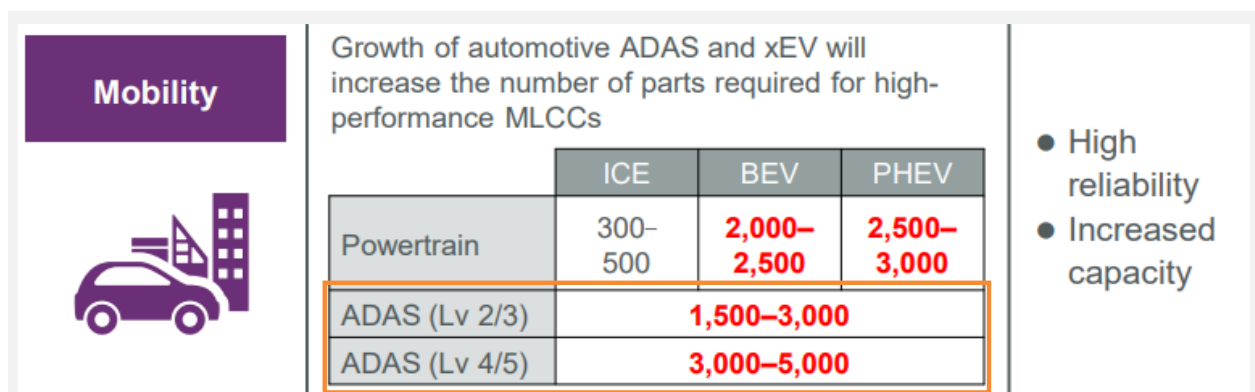 Mobility
Growth of automotive ADAS and xEV will
increase the number of parts required for high-
performance MLCCs
ICE BEV PHEV
Powertrain
300–
500
2,000–
2,500
2,500–
3,000
ADAS (Lv 2/3) 1,500–3,000
ADAS (Lv 4/5) 3,000–5,000
● High
reliability
● Increased
capacity